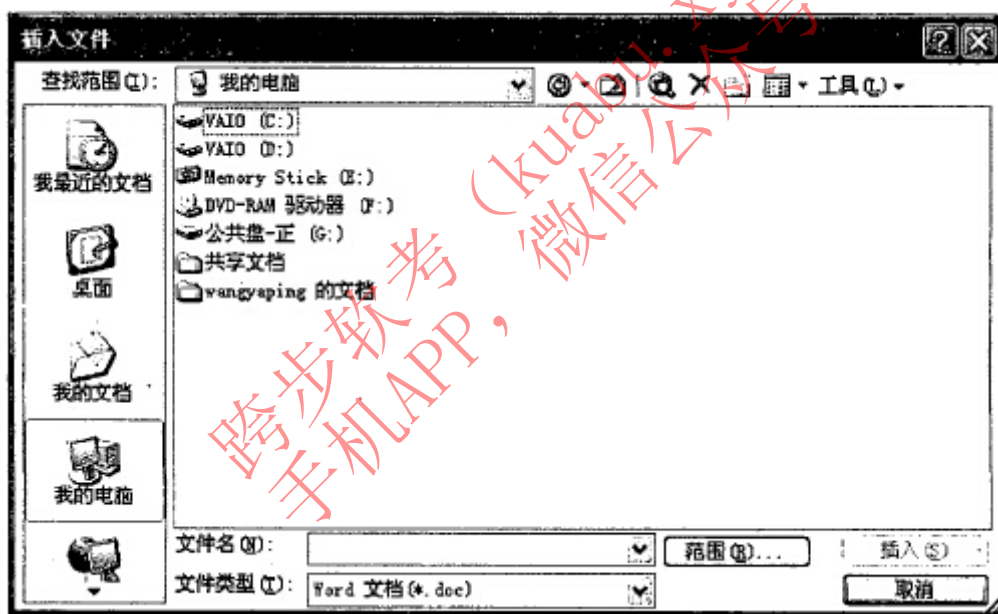 插入文件
查找范围(I):
我的电脑
工具(L)
VAIO (C:)
VAIO (D:)
Memory Stick (E:)
DVD-RAM 驱动器 (F:)
公共盘-正 (G:)
共享文档
wangyaping 的文档
我最近的文档
桌面
我的文档
我的电脑
文件名(N):
范围(R)...
插入(S)
文件类型(T):
Word 文档(*.doc)
取消
跨步软考（kuabu.x
手机APP，微信公众号